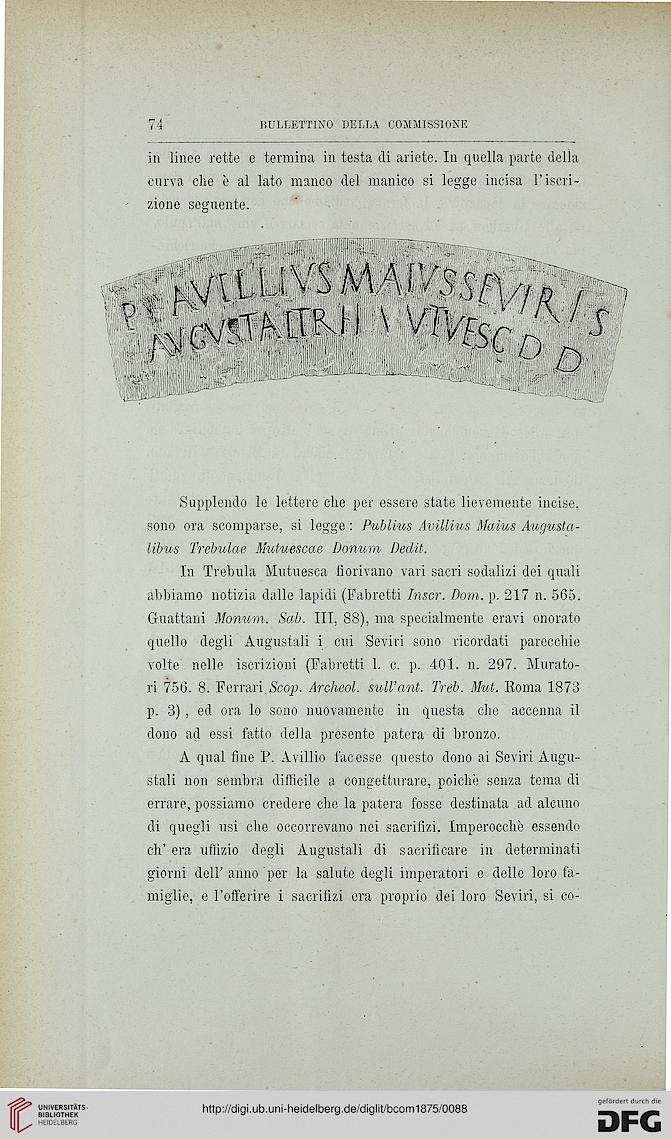 74 BULLETTINO DELLA COMMISSIONE
in linee rette e termina in testa di ariete. In quella parte della
curva che è al lato manco del manico si legge incisa l'iscri-
zione seguente.
P AVILLIVS MAIVS SEVIRIS
AVGVSTA
VTVESC D D
Supplendo le lettere che per essere state lievemente incise,
sono ora scomparse, si legge: Publius Avillius Maius Augusta-
libus Trebulae Mutuescae Donum Dedit.
In Trebula Mutuesca fiorivano vari sacri sodalizi dei quali
abbiamo notizia dalle lapidi (Fabretti Inscr. Dom. p. 217 n. 565.
Guattani Monum. Sab. III, 88), ma specialmente eravi onorato
quello degli Augustali i cui Seviri sono ricordati parecchie
volte nelle iscrizioni (Fabretti l. c. p. 401. n. 297. Murato-
ri 756. 8. Ferrari Scop. Archeol. sull'ant. Treb. Mut. Roma 1873
p. 3), ed ora lo sono nuovamente in questa che accenna il
dono ad essi fatto della presente patera di bronzo.
A qual fine P. Avillio facesse questo dono ai Seviri Augu-
stali non sembra difficile a congetturare, poichè senza tema di
errare, possiamo credere che la patera fosse destinata ad alcuno
di quegli usi che occorrevano nei sacrifizi. Imperocchè essendo
ch' era uffizio degli Augustali di sacrificare in determinati
giorni dell' anno per la salute degli imperatori e delle loro fa-
miglie, e l'offerire i sacrifizi era proprio dei loro Seviri, si co-
UNIVERSITÄTS-
BIBLIOTHEK
HEIDELBERG
http://digi.ub.uni-heidelberg.de/diglit/bcom1875/0088
gefördert durch die
DFG